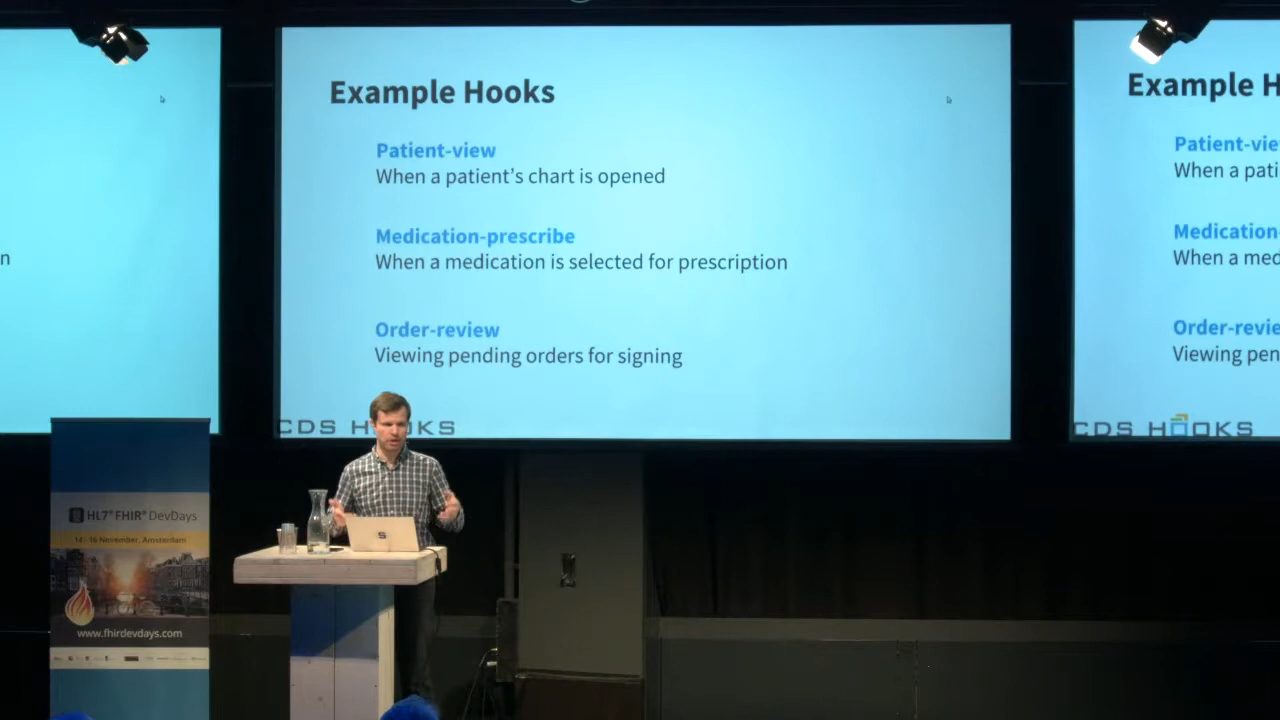 n
Example Hooks
Patient-view
When a patient's chart is opened
Medication-prescribe
When a medication is selected for prescription
Order-review
Viewing pending orders for signing
CDS H KS
Example H
Patient-vie
When a pati
Medication-
When a med
Order-revie
Viewing pen
CDS HOOKS
HL7® FHIR® DevDays
14 - 16 November, Amsterdam
www.fhirdevdays.com
S